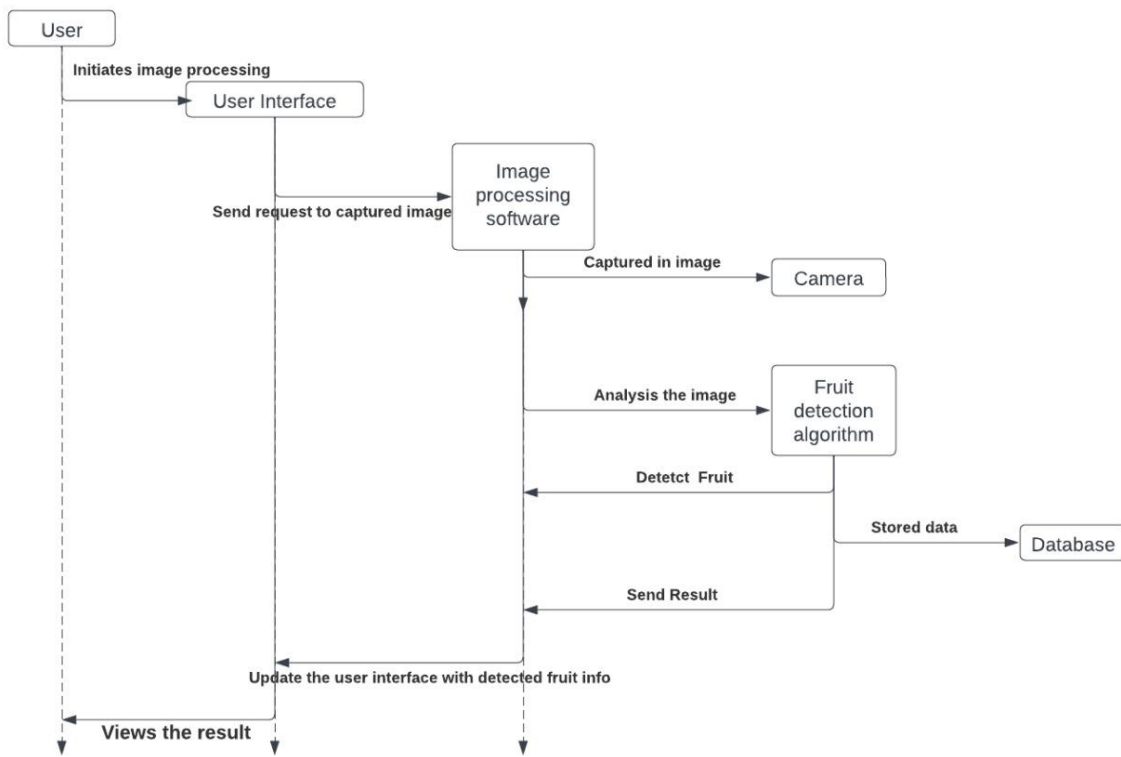 User
Initiates image processing
User Interface
Image
processing
software
Send request to captured image
Captured in image
Camera
Analysis the image
Fruit
detection
algorithm
Detetct Fruit
Stored data
Database
Send Result
Update the user interface with detected fruit info
Views the result